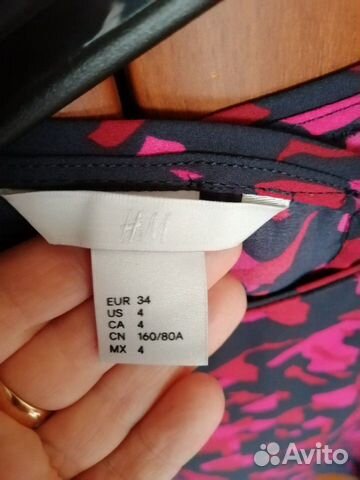 H&M
EUR 34
US 4
CA 4
CN 160/80A
MX 4
Avito